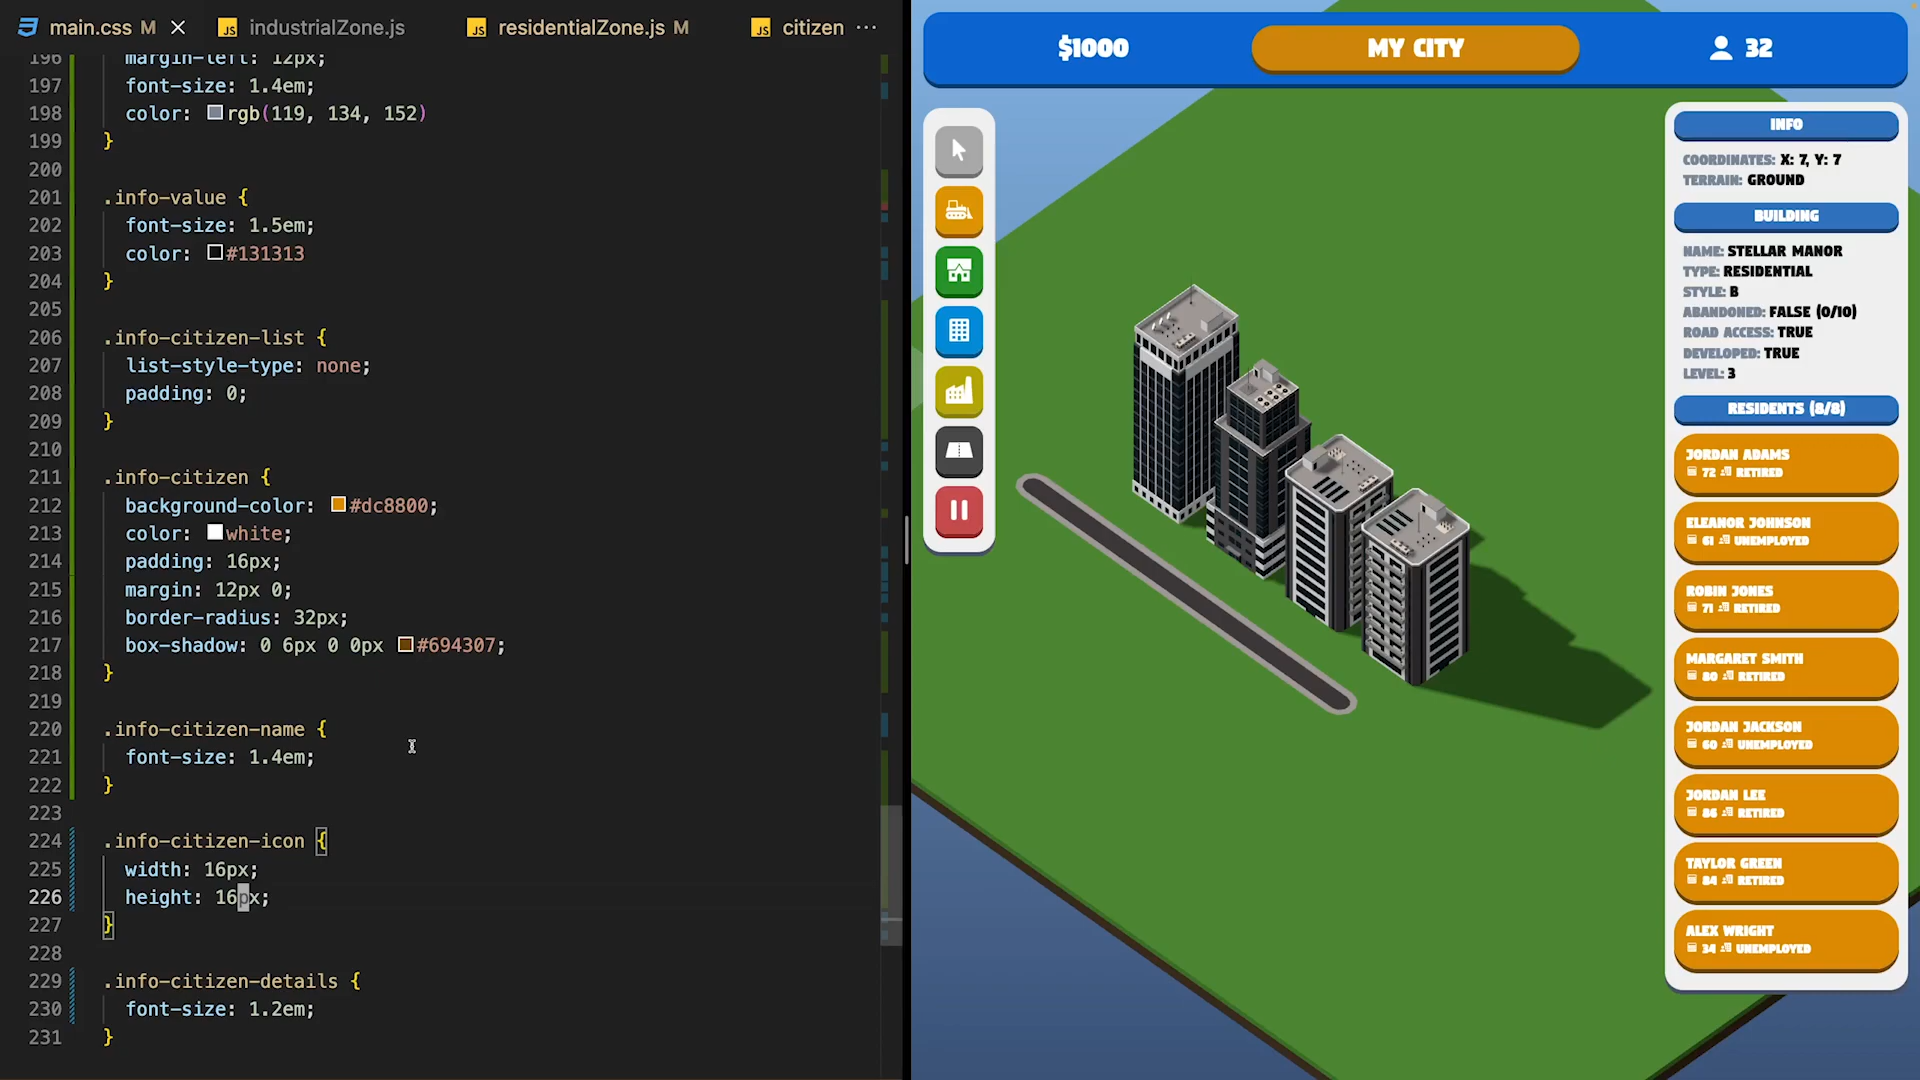 main.css M
industrialZone.js
residentialZone.js M
citizen ...
196 margin-left: 12px;
197 font-size: 1.4em;
198 color: rgb(119, 134, 152)
199 }
200
201 .info-value {
202 font-size: 1.5em;
203 color: #131313
204 }
205
206 .info-citizen-list {
207 list-style-type: none;
208 padding: 0;
209 }
210
211 .info-citizen {
212 background-color: #dc8800;
213 color: white;
214 padding: 16px;
215 margin: 12px 0;
216 border-radius: 32px;
217 box-shadow: 0 6px 0 0px #694307;
218 }
219
220 .info-citizen-name {
221 font-size: 1.4em;
222 }
223
224 .info-citizen-icon {
225 width: 16px;
226 height: 16px;
227 }
228
229 .info-citizen-details {
230 font-size: 1.2em;
231 }
$1000
MY CITY
32
INFO
COORDINATES: X: 7, Y: 7
TERRAIN: GROUND
BUILDING
NAME: STELLAR MANOR
TYPE: RESIDENTIAL
STYLE: B
ABANDONED: FALSE (0/10)
ROAD ACCESS: TRUE
DEVELOPED: TRUE
LEVEL: 3
RESIDENTS (8/8)
JORDAN ADAMS
72 RETIRED
ELEANOR JOHNSON
61 UNEMPLOYED
ROBIN JONES
71 RETIRED
MARGARET SMITH
80 RETIRED
JORDAN JACKSON
60 UNEMPLOYED
JORDAN LEE
86 RETIRED
TAYLOR GREEN
84 RETIRED
ALEX WRIGHT
34 UNEMPLOYED